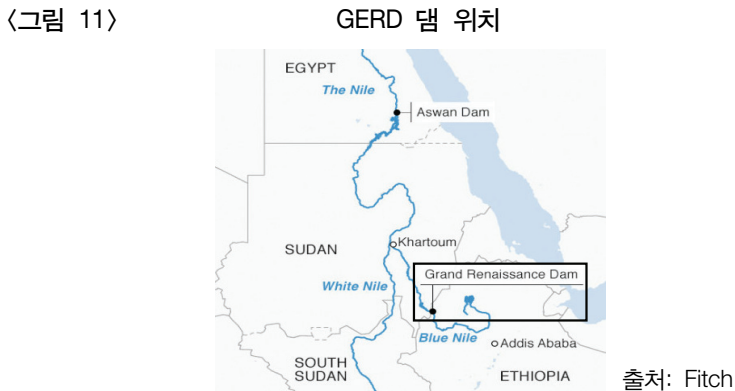 〈그림 11〉 GERD 댐 위치
EGYPT
The Nile
Aswan Dam
SUDAN
Khartoum
Grand Renaissance Dam
White Nile
Blue Nile
Addis Ababa
SOUTH
SUDAN
ETHIOPIA
출처: Fitch